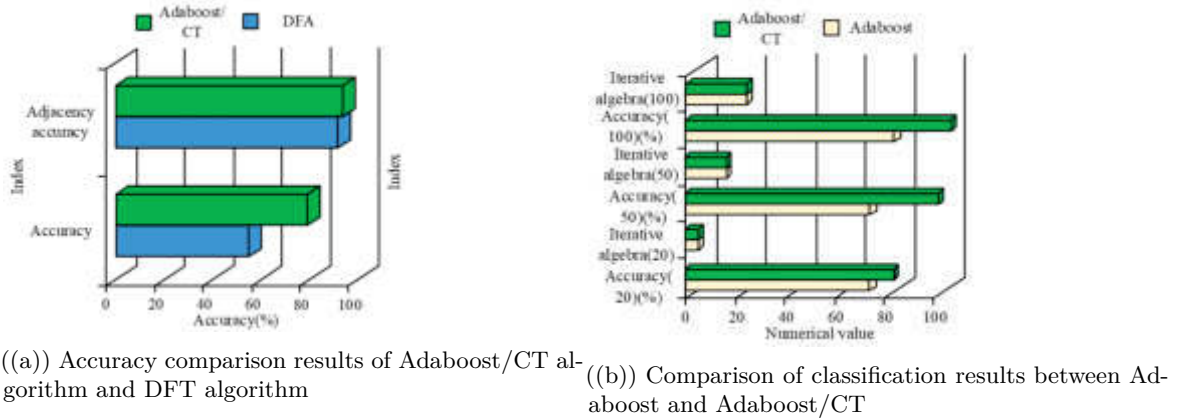 Adaboost/
CT
DFA
Adjacency
accuracy
Accuracy
Index
Index
0 20 40 60 80 100
Accuracy(%)
((a)) Accuracy comparison results of Adaboost/CT al-
gorithm and DFT algorithm
Adaboost/
CT
Adaboost
Iterative
algebra(100)
Accuracy(
100)(%)
Iterative
algebra(50)
Accuracy(
50)(%)
Iterative
algebra(20)
Accuracy(
20)(%)
0 20 40 60 80 100
Numerical value
((b)) Comparison of classification results between Ad-
aboost and Adaboost/CT